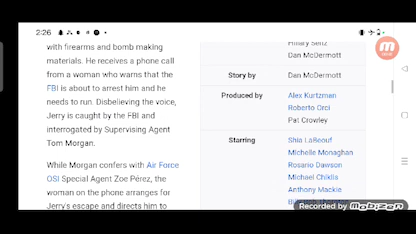 2:26
with firearms and bomb making
materials. He receives a phone call
from a woman who warns that the
FBI is about to arrest him and he
needs to run. Disbelieving the voice,
Jerry is caught by the FBI and
interrogated by Supervising Agent
Tom Morgan.
While Morgan confers with Air Force
OSI Special Agent Zoe Pérez, the
woman on the phone arranges for
Jerry's escape and directs him to
Hillary Seitz
Dan McDermott
Story by Dan McDermott
Produced by Alex Kurtzman
Roberto Orci
Pat Crowley
Starring Shia LaBeouf
Michelle Monaghan
Rosario Dawson
Michael Chiklis
Anthony Mackie
Recorded by Mobizen